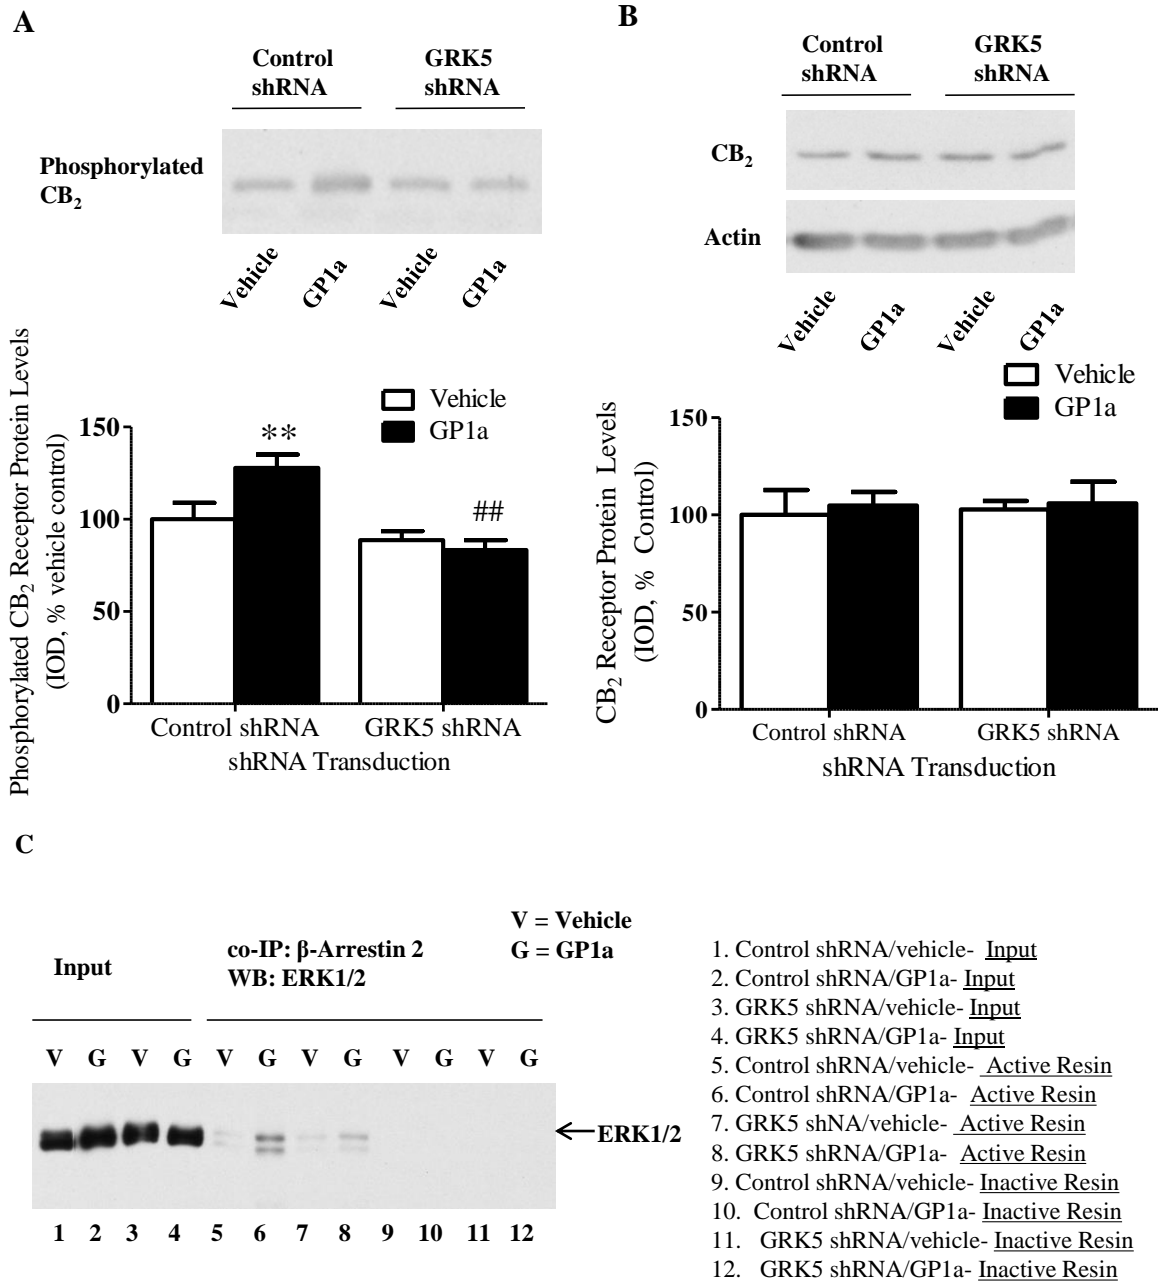 A
Control
shRNA
GRK5
shRNA
Phosphorylated
CB2
Vehicle
GP1a
Vehicle
GP1a
Phosphorylated CB2 Receptor Protein Levels
(IOD, % vehicle control)
Vehicle
GP1a
150
100
50
0
**
##
Control shRNA
GRK5 shRNA
shRNA Transduction
B
Control
shRNA
GRK5
shRNA
CB2
Actin
Vehicle
GP1a
Vehicle
GP1a
CB2 Receptor Protein Levels
(IOD, % Control)
Vehicle
GP1a
150
100
50
0
Control shRNA
GRK5 shRNA
shRNA Transduction
C
Input
co-IP: β-Arrestin 2
WB: ERK1/2
V = Vehicle
G = GP1a
V G V G V G V G V G V G
ERK1/2
1 2 3 4 5 6 7 8 9 10 11 12
1. Control shRNA/vehicle- Input
2. Control shRNA/GP1a- Input
3. GRK5 shRNA/vehicle- Input
4. GRK5 shRNA/GP1a- Input
5. Control shRNA/vehicle- Active Resin
6. Control shRNA/GP1a- Active Resin
7. GRK5 shNA/vehicle- Active Resin
8. GRK5 shRNA/GP1a- Active Resin
9. Control shRNA/vehicle- Inactive Resin
10. Control shRNA/GP1a- Inactive Resin
11. GRK5 shRNA/vehicle- Inactive Resin
12. GRK5 shRNA/GP1a- Inactive Resin